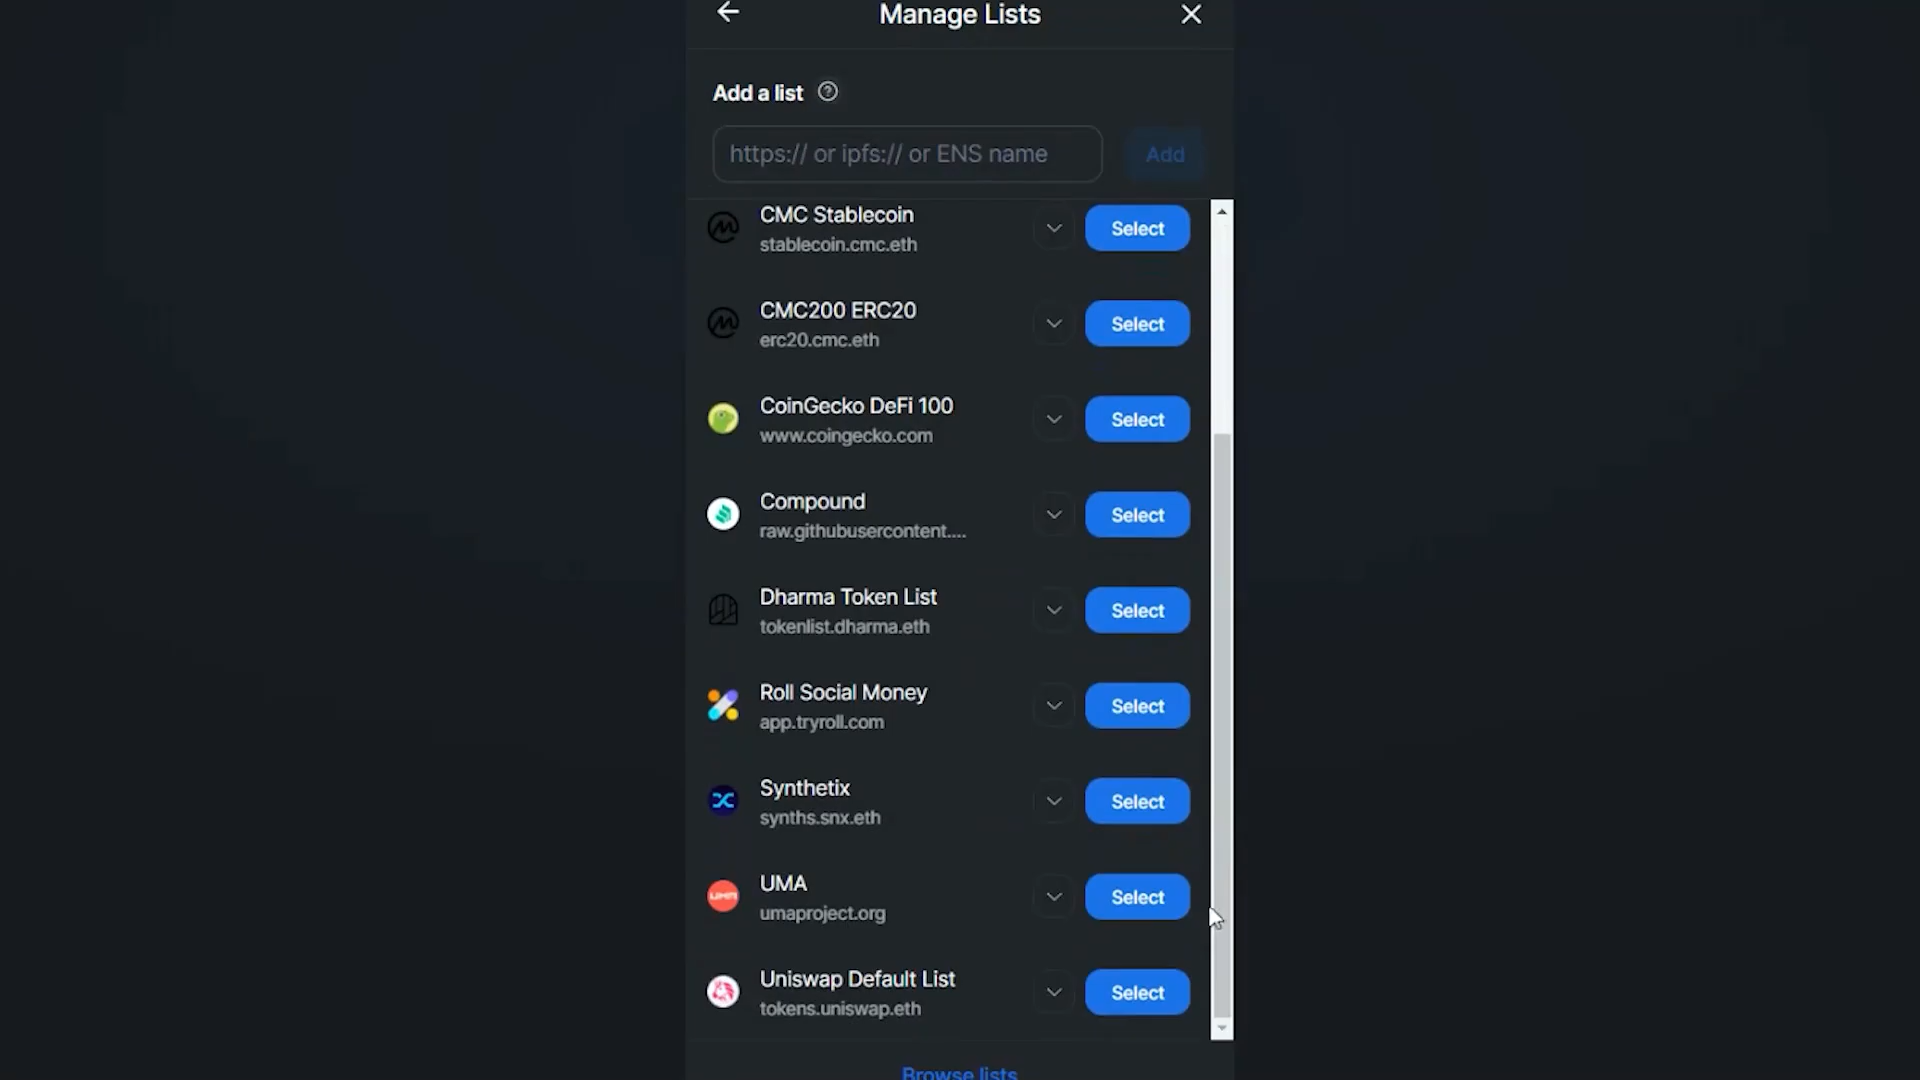 Manage Lists
Add a list
https:// or ipfs:// or ENS name
Add
CMC Stablecoin
stablecoin.cmc.eth
Select
CMC200 ERC20
erc20.cmc.eth
Select
CoinGecko DeFi 100
www.coingecko.com
Select
Compound
raw.githubusercontent....
Select
Dharma Token List
tokenlist.dharma.eth
Select
Roll Social Money
app.tryroll.com
Select
Synthetix
synths.snx.eth
Select
UMA
UMA
umaproject.org
Select
Uniswap Default List
tokens.uniswap.eth
Select
Browse lists